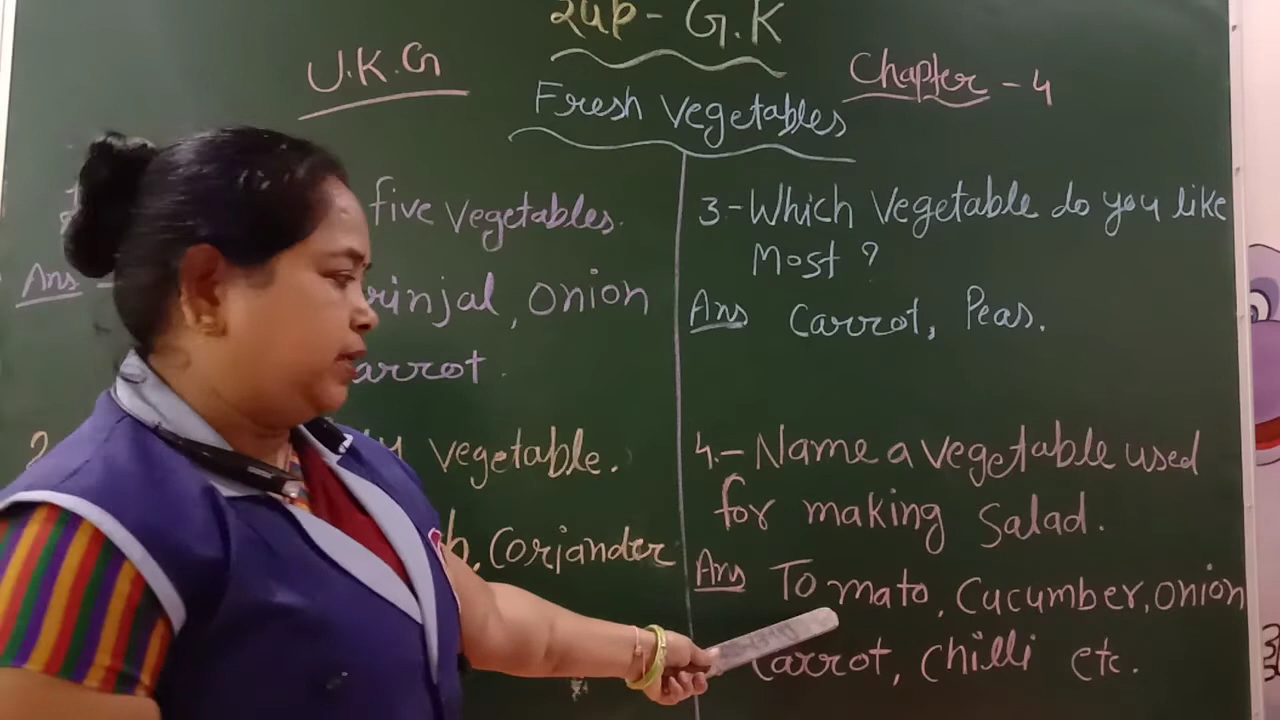 G.K
U.K.G
Chapter - 4
Fresh Vegetables
five Vegetables.
Ans -
rinjal, onion
arrot.
2
y vegetable.
b, Coriander
3.- Which Vegetable do you like
Most ?
Ans Carrot, Peas.
4.- Name a vegetable used
for making Salad.
Ans Tomato, Cucumber, onion
Carrot, Chilli etc.